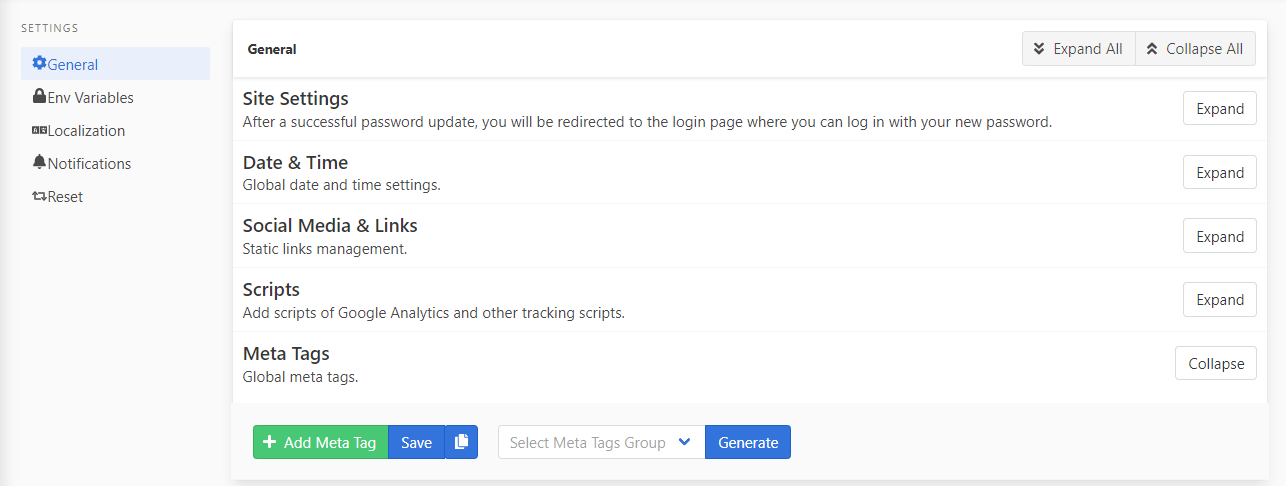 SETTINGS
General
Env Variables
Localization
Notifications
Reset
General
Expand All
Collapse All
Site Settings
After a successful password update, you will be redirected to the login page where you can log in with your new password.
Expand
Date & Time
Global date and time settings.
Expand
Social Media & Links
Static links management.
Expand
Scripts
Add scripts of Google Analytics and other tracking scripts.
Expand
Meta Tags
Global meta tags.
Collapse
Add Meta Tag
Save
Select Meta Tags Group
Generate